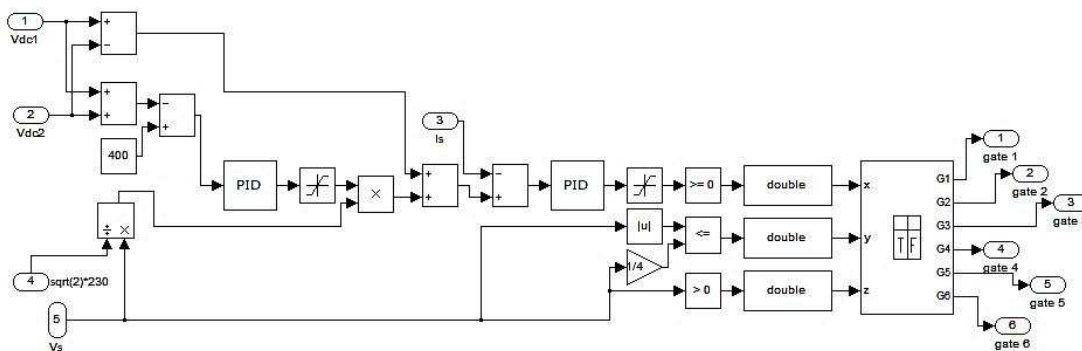 1
Vdc1
+
−
2
Vdc2
+
+
400
−
+
PID
×
÷ ×
4
sqrt(2)*230
5
Vs
3
Is
+
+
−
+
PID
>= 0
double
|u|
<=
double
1/4
> 0
double
x
y
z
T F
G1
G2
G3
G4
G5
G6
1
gate 1
2
gate 2
3
gate
4
gate 4
5
gate 5
6
gate 6